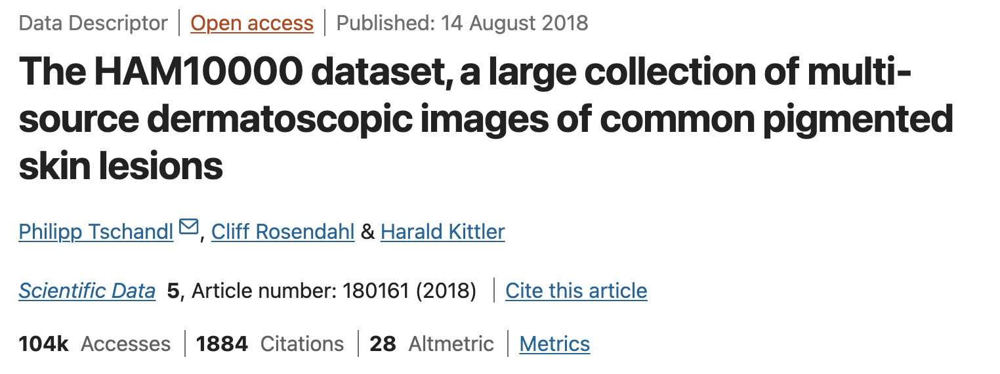 Data Descriptor | Open access | Published: 14 August 2018
The HAM10000 dataset, a large collection of multi-
source dermatoscopic images of common pigmented
skin lesions
Philipp Tschandl, Cliff Rosendahl & Harald Kittler
Scientific Data 5, Article number: 180161 (2018) | Cite this article
104k Accesses | 1884 Citations | 28 Altmetric | Metrics